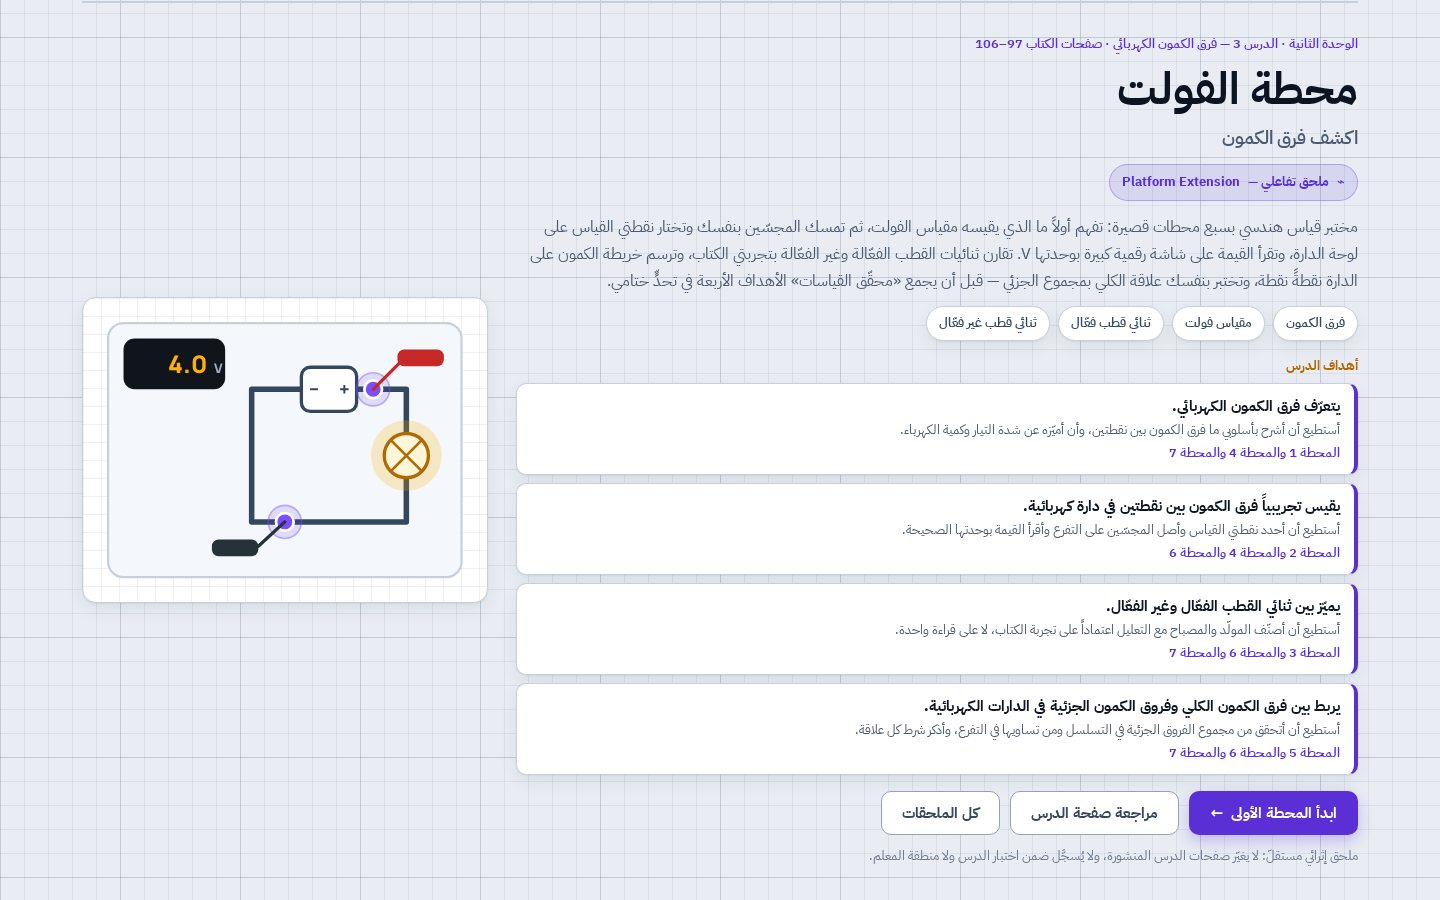 الوحدة الثانية · الدرس 3 — فرق الكمون الكهربائي · صفحات الكتاب 97–106
محطة الفولت
اكشف فرق الكمون
⌁ ملحق تفاعلي — Platform Extension
مختبر قياس هندسي بسبع محطات قصيرة: تفهم أولاً ما الذي يقيسه مقياس الفولت، ثم تمسك المجسّين بنفسك وتختار نقطتي القياس على
لوحة الدارة، وتقرأ القيمة على شاشة رقمية كبيرة بوحدتها V. تقارن ثنائيات القطب الفعّالة وغير الفعّالة بتجربتي الكتاب، وترسم خريطة الكمون على
الدارة نقطةً نقطة، وتختبر بنفسك علاقة الكلي بمجموع الجزئي — قبل أن يجمع «محقّق القياسات» الأهداف الأربعة في تحدٍّ ختامي.
فرق الكمون
مقياس فولت
ثنائي قطب فعّال
ثنائي قطب غير فعّال
أهداف الدرس
يتعرّف فرق الكمون الكهربائي.
أستطيع أن أشرح بأسلوبي ما فرق الكمون بين نقطتين، وأن أميّزه عن شدة التيار وكمية الكهرباء.
المحطة 1 والمحطة 4 والمحطة 7
يقيس تجريبياً فرق الكمون بين نقطتين في دارة كهربائية.
أستطيع أن أحدد نقطتي القياس وأصل المجسّين على التفرع وأقرأ القيمة بوحدتها الصحيحة.
المحطة 2 والمحطة 4 والمحطة 6
يميّز بين ثنائي القطب الفعّال وغير الفعّال.
أستطيع أن أصنّف المولّد والمصباح مع التعليل اعتماداً على تجربة الكتاب، لا على قراءة واحدة.
المحطة 3 والمحطة 6 والمحطة 7
يربط بين فرق الكمون الكلي وفروق الكمون الجزئية في الدارات الكهربائية.
أستطيع أن أتحقق من مجموع الفروق الجزئية في التسلسل ومن تساويها في التفرع، وأذكر شرط كل علاقة.
المحطة 5 والمحطة 6 والمحطة 7
ابدأ المحطة الأولى ←
مراجعة صفحة الدرس
كل الملحقات
ملحق إثرائي مستقلّ: لا يغيّر صفحات الدرس المنشورة، ولا يُسجَّل ضمن اختبار الدرس ولا منطقة المعلم.
4.0 V
− +